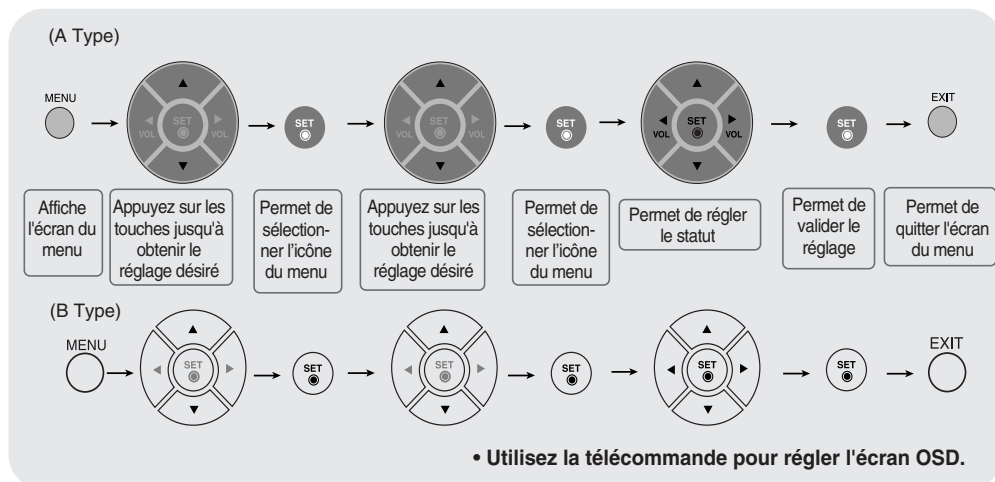 (A Type)
MENU
SET
VOL VOL
SET
SET
VOL VOL
SET
SET
VOL VOL
SET
EXIT
Affiche
l'écran du
menu
Appuyez sur les
touches jusqu'à
obtenir le
réglage désiré
Permet de
sélection-
ner l'icône
du menu
Appuyez sur les
touches jusqu'à
obtenir le
réglage désiré
Permet de
sélection-
ner l'icône
du menu
Permet de régler
le statut
Permet de
valider le
réglage
Permet de
quitter l'écran
du menu
(B Type)
MENU
SET
SET
SET
SET
SET
SET
EXIT
• Utilisez la télécommande pour régler l'écran OSD.